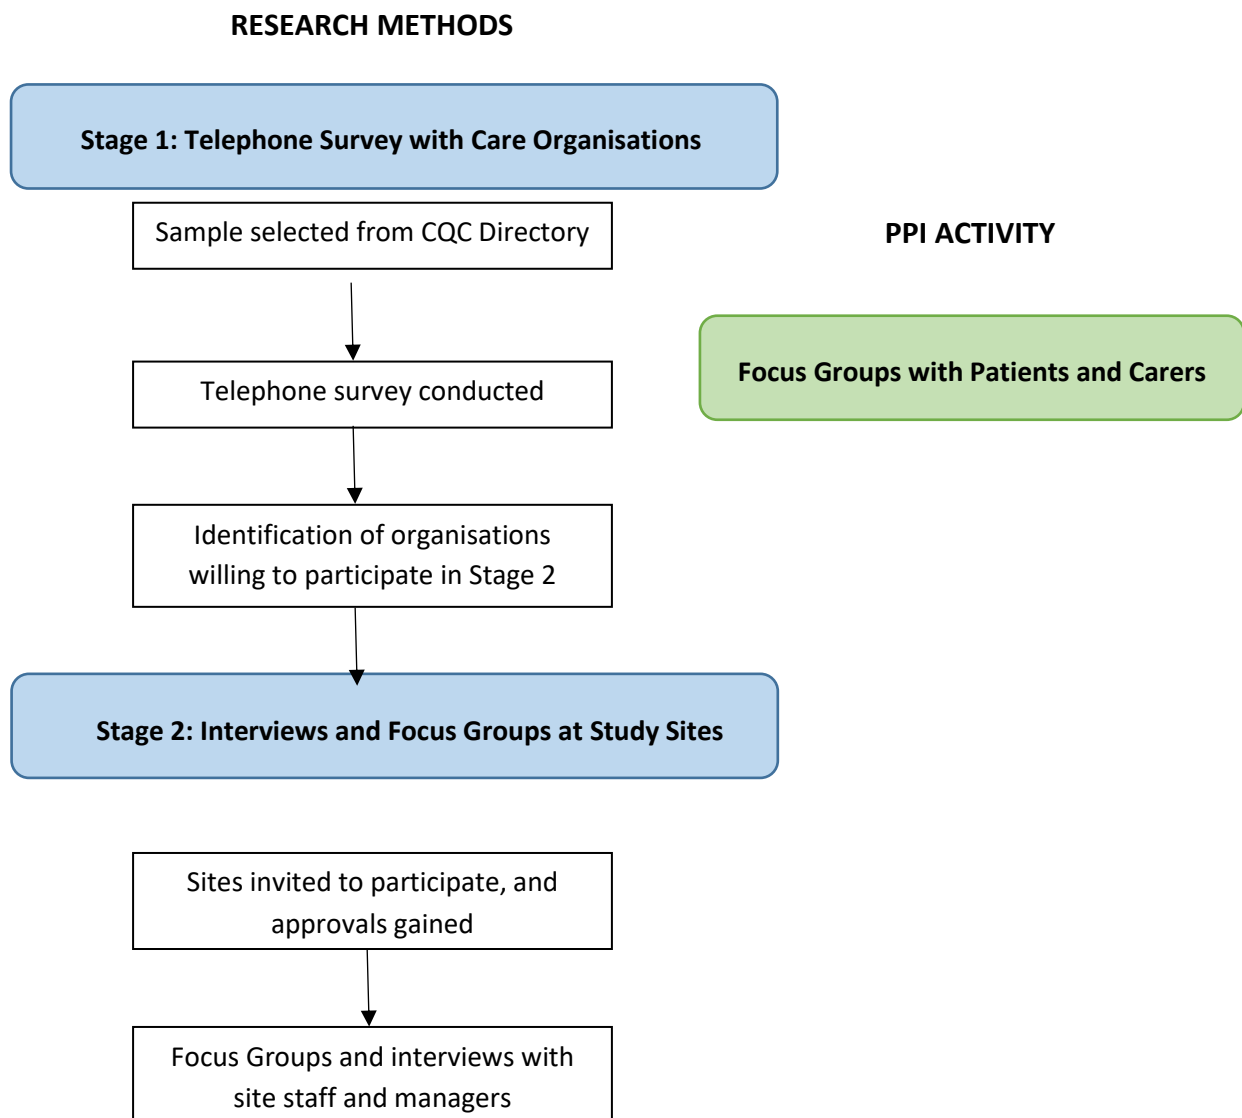 RESEARCH METHODS
Stage 1: Telephone Survey with Care Organisations
Sample selected from CQC Directory
PPI ACTIVITY
Focus Groups with Patients and Carers
Telephone survey conducted
Identification of organisations
willing to participate in Stage 2
Stage 2: Interviews and Focus Groups at Study Sites
Sites invited to participate, and
approvals gained
Focus Groups and interviews with
site staff and managers